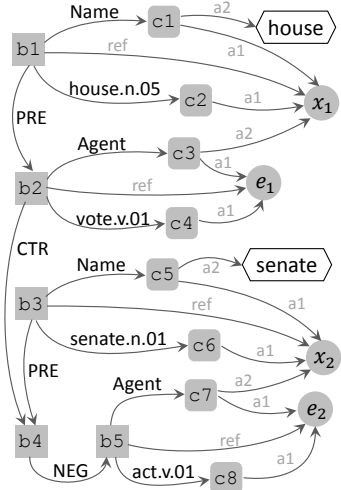 Name c1 a2 house
b1 ref a1
house.n.05 c2 a1 x1
PRE
Agent c3 a2
a1
b2 ref e1
vote.v.01 c4 a1
CTR
Name c5 a2 senate
b3 ref a1
senate.n.01 c6 a1 x2
PRE
Agent c7 a2
a1 e2
b4 b5 ref
NEG act.v.01 c8 a1